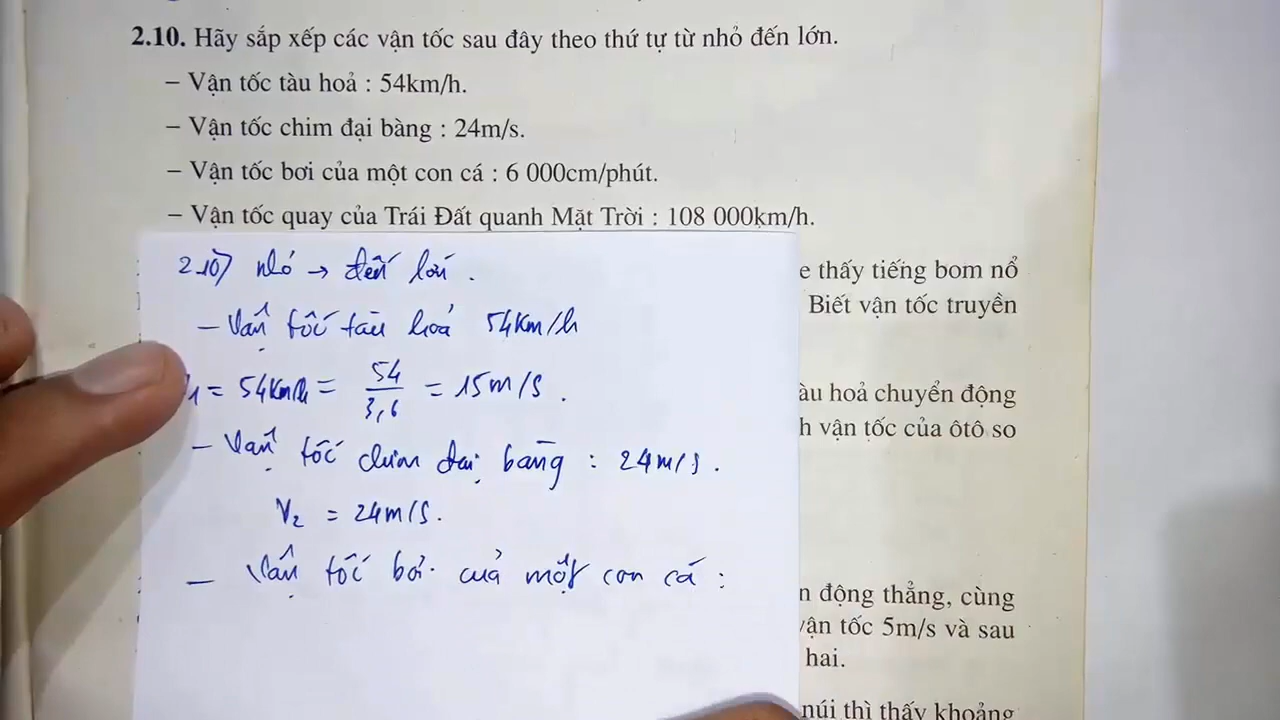 2.10. Hãy sắp xếp các vận tốc sau đây theo thứ tự từ nhỏ đến lớn.
– Vận tốc tàu hoả : 54km/h.
– Vận tốc chim đại bàng : 24m/s.
– Vận tốc bơi của một con cá : 6 000cm/phút.
– Vận tốc quay của Trái Đất quanh Mặt Trời : 108 000km/h.
2.10) nhỏ → đến lớn .
– Vận tốc tàu hoả 54km/h
1 = 54km/h = 54/3,6 = 15m/s .
– Vận tốc chim đại bàng : 24m/s .
V2 = 24m/s .
– Vận tốc bơi của một con cá :
e thấy tiếng bom nổ
Biết vận tốc truyền
àu hoả chuyển động
h vận tốc của ôtô so
n động thẳng, cùng
vận tốc 5m/s và sau
hai.
núi thì thấy khoảng